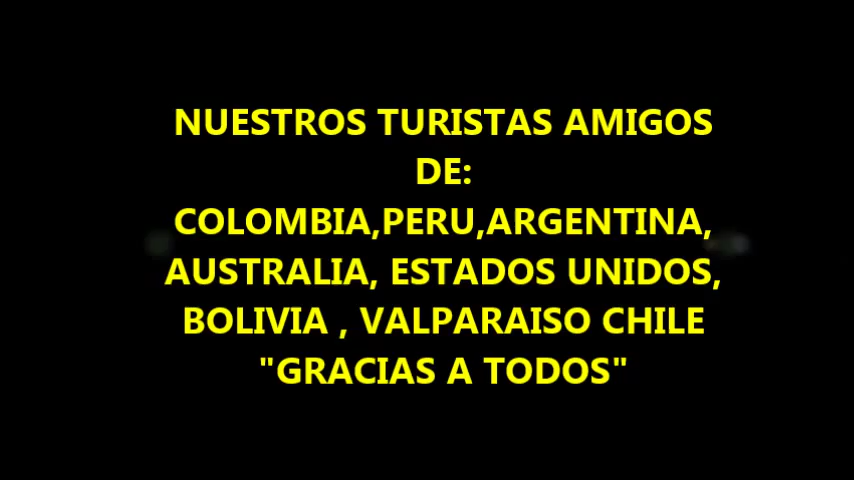 NUESTROS TURISTAS AMIGOS
DE:
COLOMBIA,PERU,ARGENTINA,
AUSTRALIA, ESTADOS UNIDOS,
BOLIVIA , VALPARAISO CHILE
"GRACIAS A TODOS"